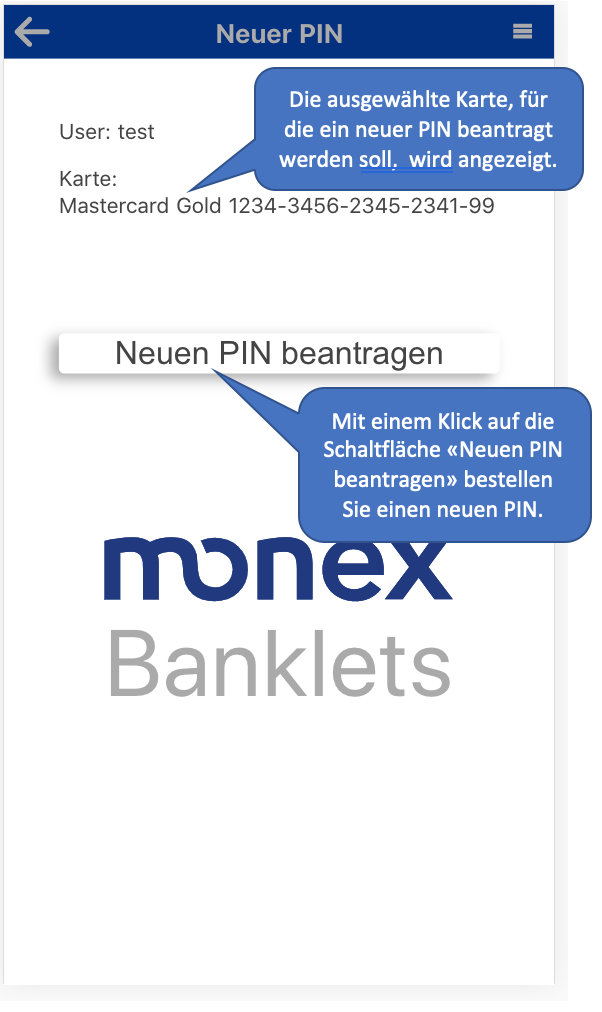 Neuer PIN
Die ausgewählte Karte, für
die ein neuer PIN beantragt
werden soll,  wird angezeigt.
User: test
Karte:
Mastercard Gold 1234-3456-2345-2341-99
Neuen PIN beantragen
Mit einem Klick auf die
Schaltfläche «Neuen PIN
beantragen» bestellen
Sie einen neuen PIN.
monex
Banklets